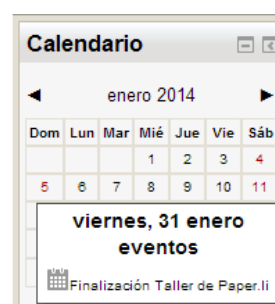 Calendario
◄ enero 2014 ►
Dom Lun Mar Mié Jue Vie Sáb
1 2 3 4
5 6 7 8 9 10 11
viernes, 31 enero
eventos
Finalización Taller de Paper.li